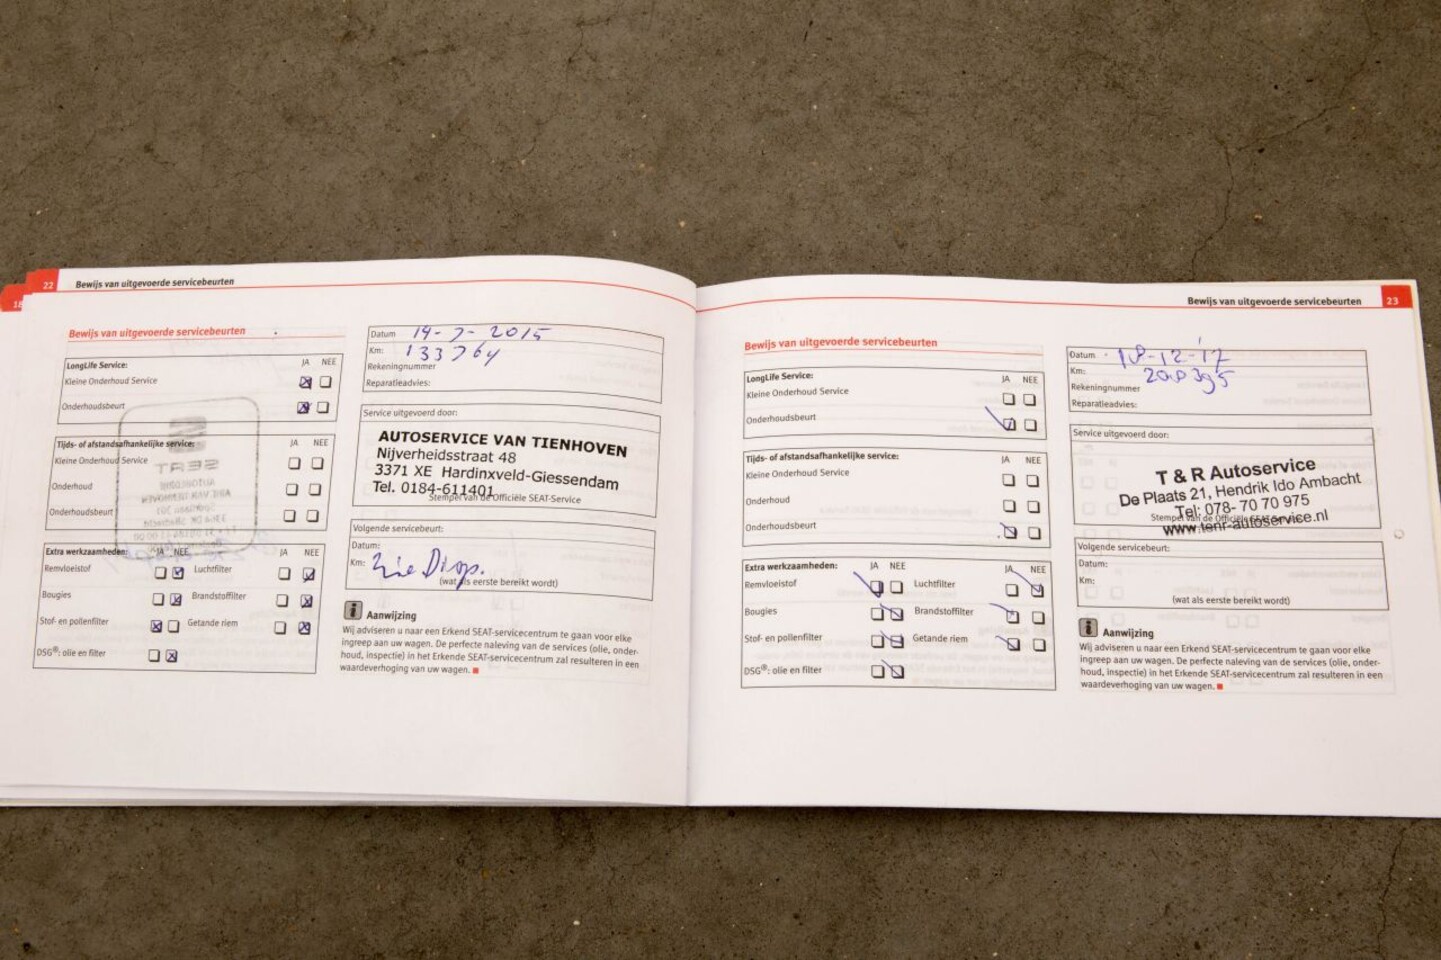 22 Bewijs van uitgevoerde servicebeurten
18
Bewijs van uitgevoerde servicebeurten
LongLife Service: JA NEE
Kleine Onderhoud Service
Onderhoudsbeurt
Tijds- of afstandsafhankelijke service: JA NEE
Kleine Onderhoud Service
Onderhoud
Onderhoudsbeurt
Extra werkzaamheden: JA NEE JA NEE
Remvloeistof Luchtfilter
Bougies Brandstoffilter
Stof- en pollenfilter Getande riem
DSG®: olie en filter
Datum 14-7-2015
Km: 133764
Rekeningnummer
Reparatieadvies:
Service uitgevoerd door:
AUTOSERVICE VAN TIENHOVEN
Nijverheidsstraat 48
3371 XE Hardinxveld-Giessendam
Tel. 0184-611401
Stempel van de Officiële SEAT-Service
Volgende servicebeurt:
Datum:
Km: Zie Disp.
(wat als eerste bereikt wordt)
i Aanwijzing
Wij adviseren u naar een Erkend SEAT-servicecentrum te gaan voor elke
ingreep aan uw wagen. De perfecte naleving van de services (olie, onder-
houd, inspectie) in het Erkende SEAT-servicecentrum zal resulteren in een
waardeverhoging van uw wagen.
Bewijs van uitgevoerde servicebeurten 23
Bewijs van uitgevoerde servicebeurten
LongLife Service: JA NEE
Kleine Onderhoud Service
Onderhoudsbeurt
Tijds- of afstandsafhankelijke service: JA NEE
Kleine Onderhoud Service
Onderhoud
Onderhoudsbeurt
Extra werkzaamheden: JA NEE JA NEE
Remvloeistof Luchtfilter
Bougies Brandstoffilter
Stof- en pollenfilter Getande riem
DSG®: olie en filter
Datum
Km: 200395
Rekeningnummer
Reparatieadvies:
Service uitgevoerd door:
T & R Autoservice
De Plaats 21, Hendrik Ido Ambacht
Tel: 078- 70 70 975
Stempel van de Officiële SEAT-Service
www.tenr-autoservice.nl
Volgende servicebeurt:
Datum:
Km:
(wat als eerste bereikt wordt)
i Aanwijzing
Wij adviseren u naar een Erkend SEAT-servicecentrum te gaan voor elke
ingreep aan uw wagen. De perfecte naleving van de services (olie, onder-
houd, inspectie) in het Erkende SEAT-servicecentrum zal resulteren in een
waardeverhoging van uw wagen.